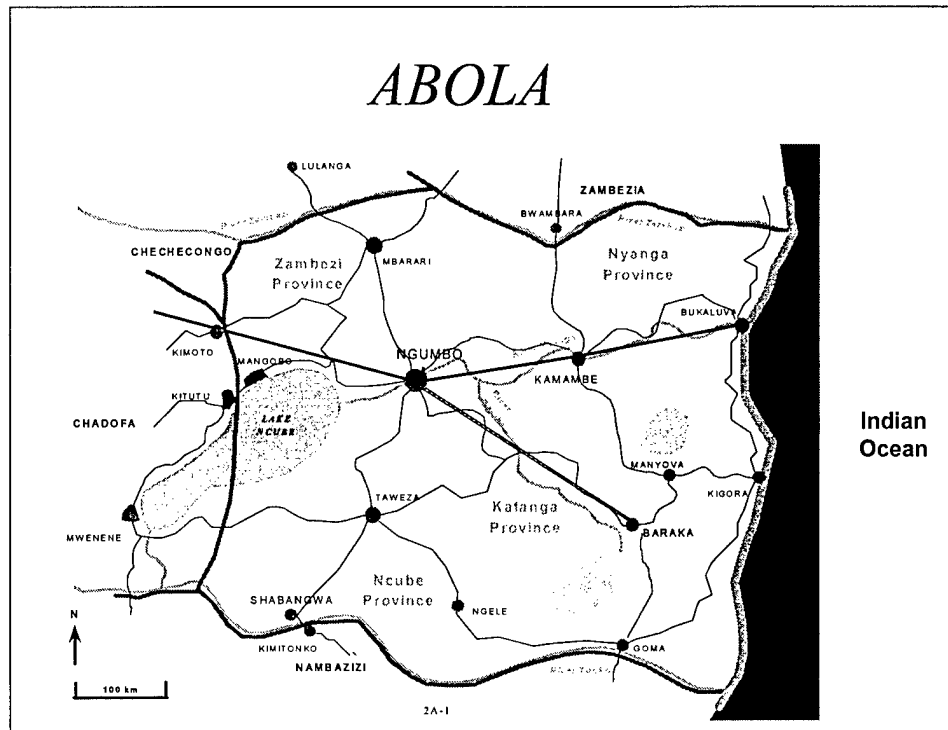 ABOLA
LULANGA
ZAMBEZIA
BWAMBARA
CHECHECONGO
MBARARI
Zambezi
Province
Nyanga
Province
BUKALUVA
KIMOTO
MANGOBO
NGUMBO
KAMAMBE
KITUTU
CHADOFA
LAKE
NCUBE
Indian
Ocean
MANYOVA
KIGORA
TAWEZA
Katanga
Province
BARAKA
MWENENE
Ncube
Province
SHABANGWA
NGELE
N
KIMITONKO
GOMA
NAMBAZIZI
100 km
2A-1